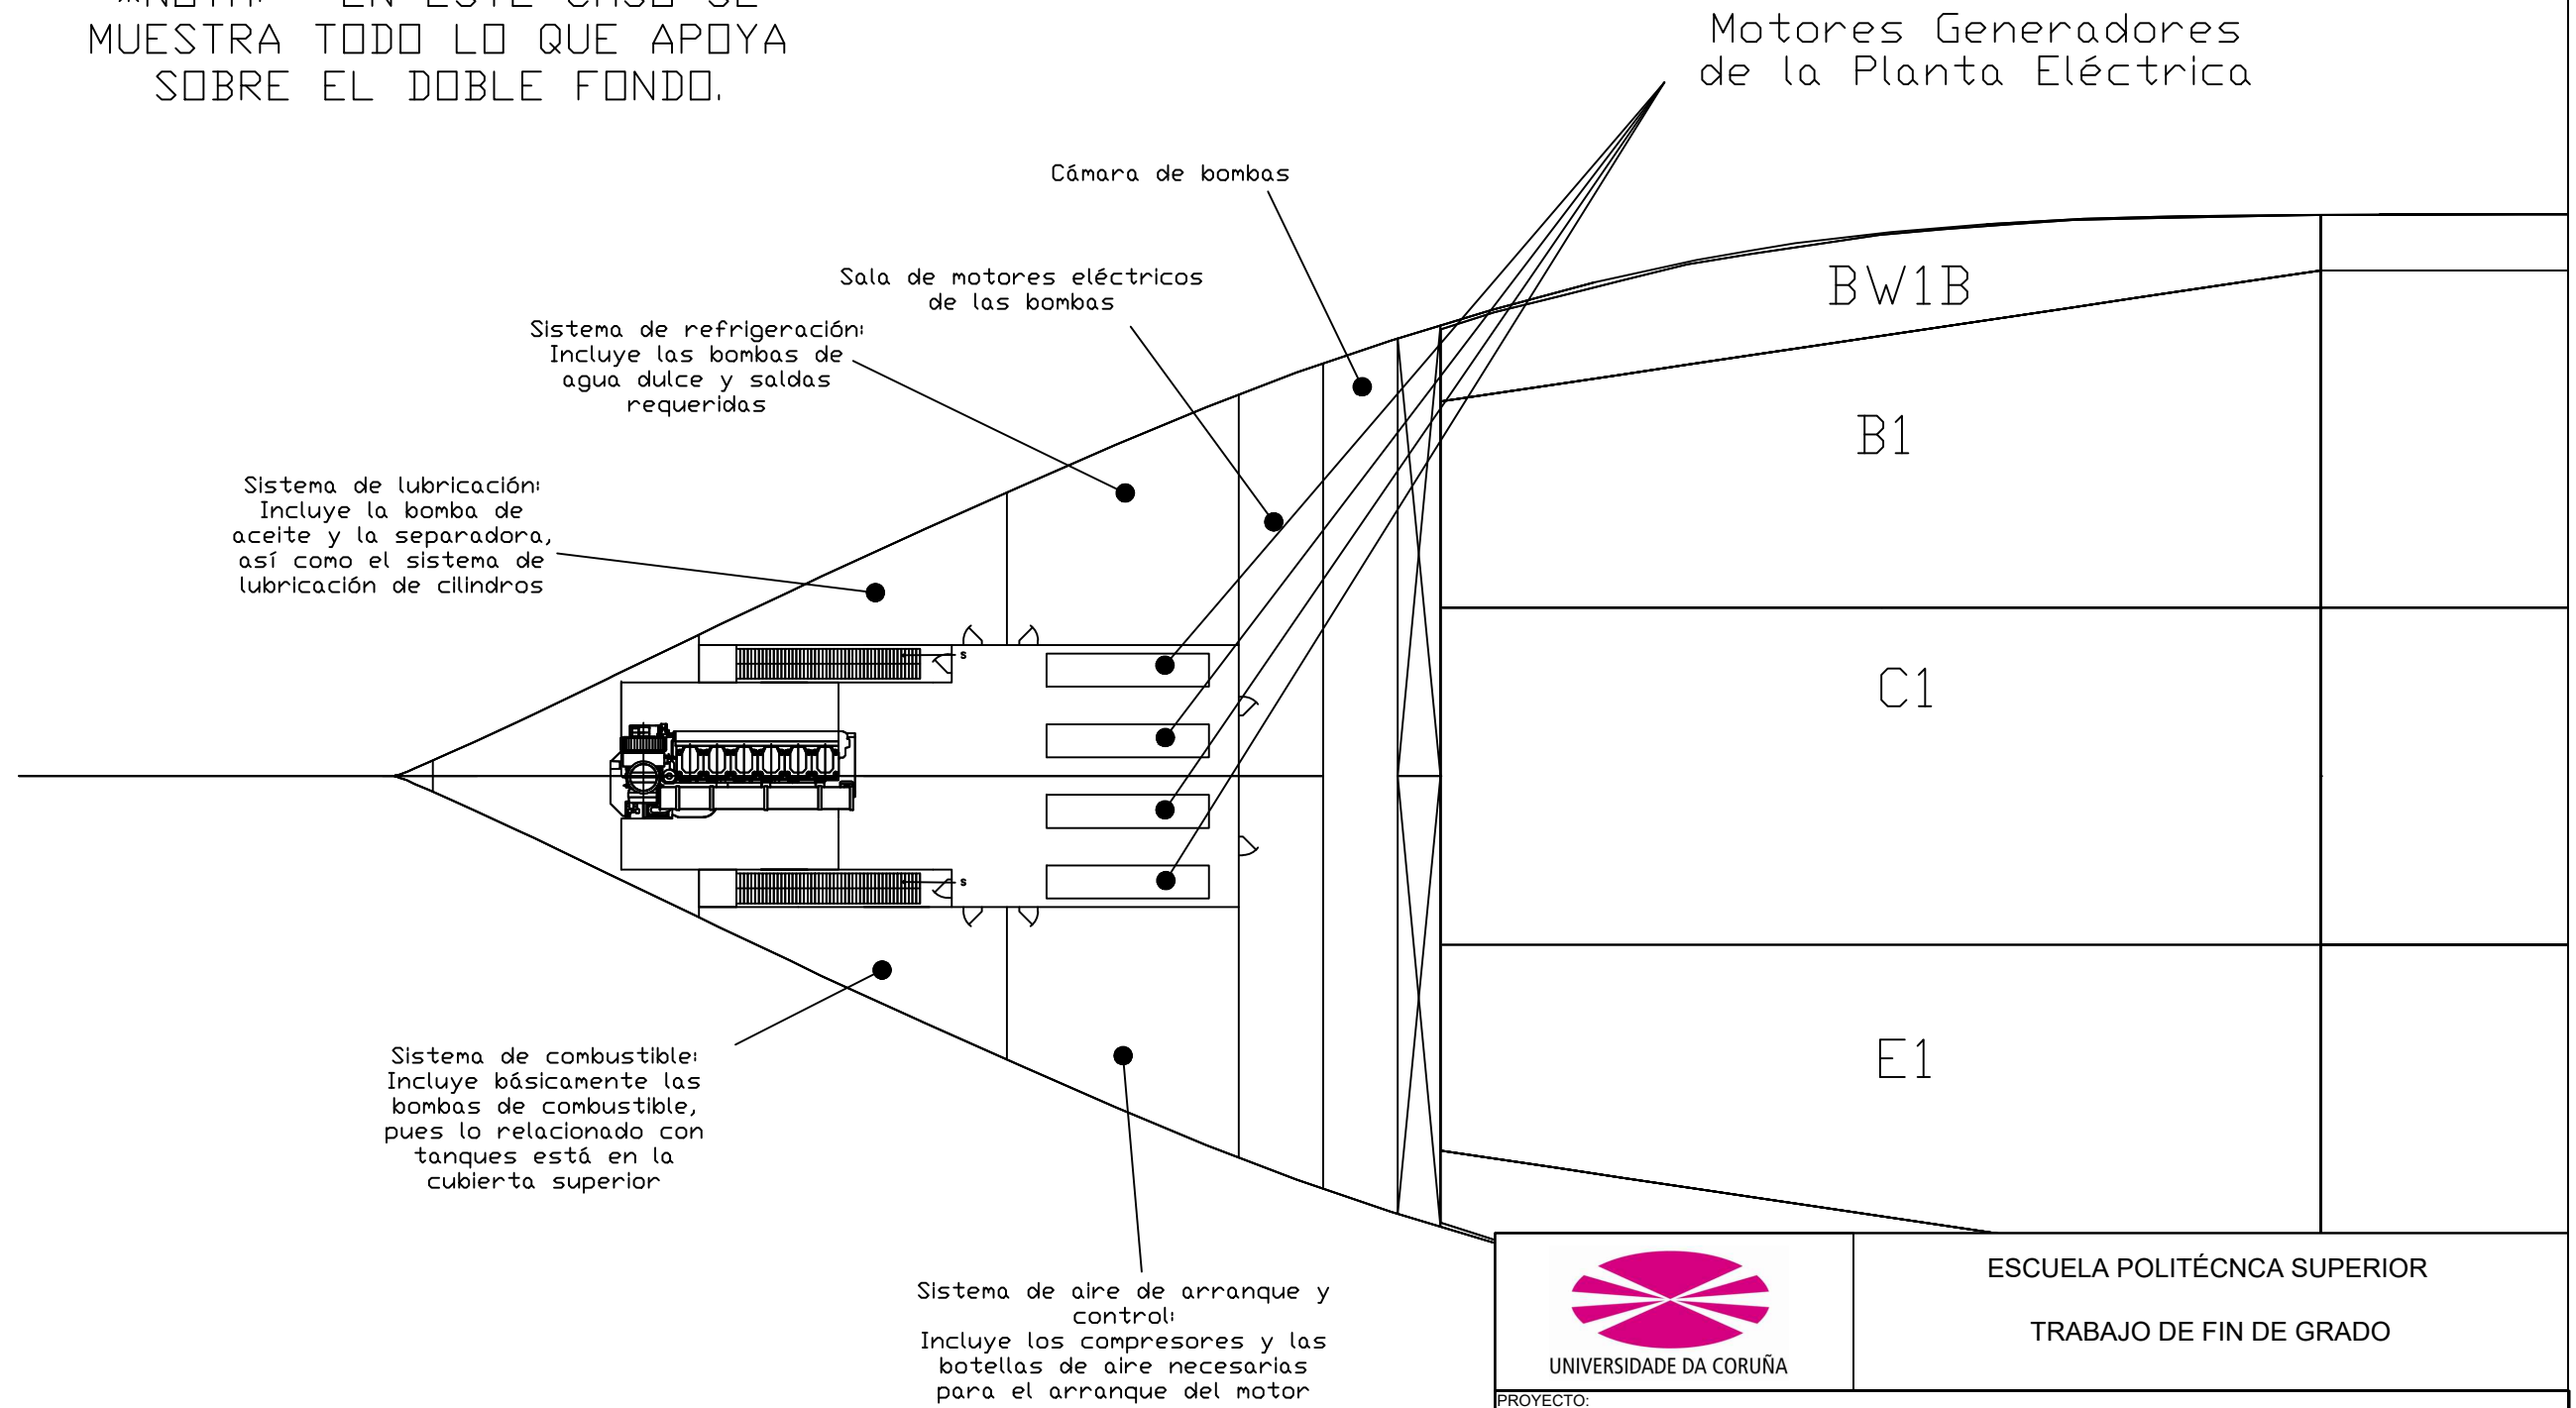 *NOTA: EN ESTE CASO SE
MUESTRA TODO LO QUE APOYA
SOBRE EL DOBLE FONDO.
Motores Generadores
de la Planta Eléctrica
Cámara de bombas
Sala de motores eléctricos
de las bombas
Sistema de refrigeración:
Incluye las bombas de
agua dulce y saldas
requeridas
Sistema de lubricación:
Incluye la bomba de
aceite y la separadora,
así como el sistema de
lubricación de cilindros
BW1B
B1
C1
E1
S
S
Sistema de combustible:
Incluye básicamente las
bombas de combustible,
pues lo relacionado con
tanques está en la
cubierta superior
Sistema de aire de arranque y
control:
Incluye los compresores y las
botellas de aire necesarias
para el arranque del motor
UNIVERSIDADE DA CORUÑA
ESCUELA POLITÉCNCA SUPERIOR
TRABAJO DE FIN DE GRADO
PROYECTO: